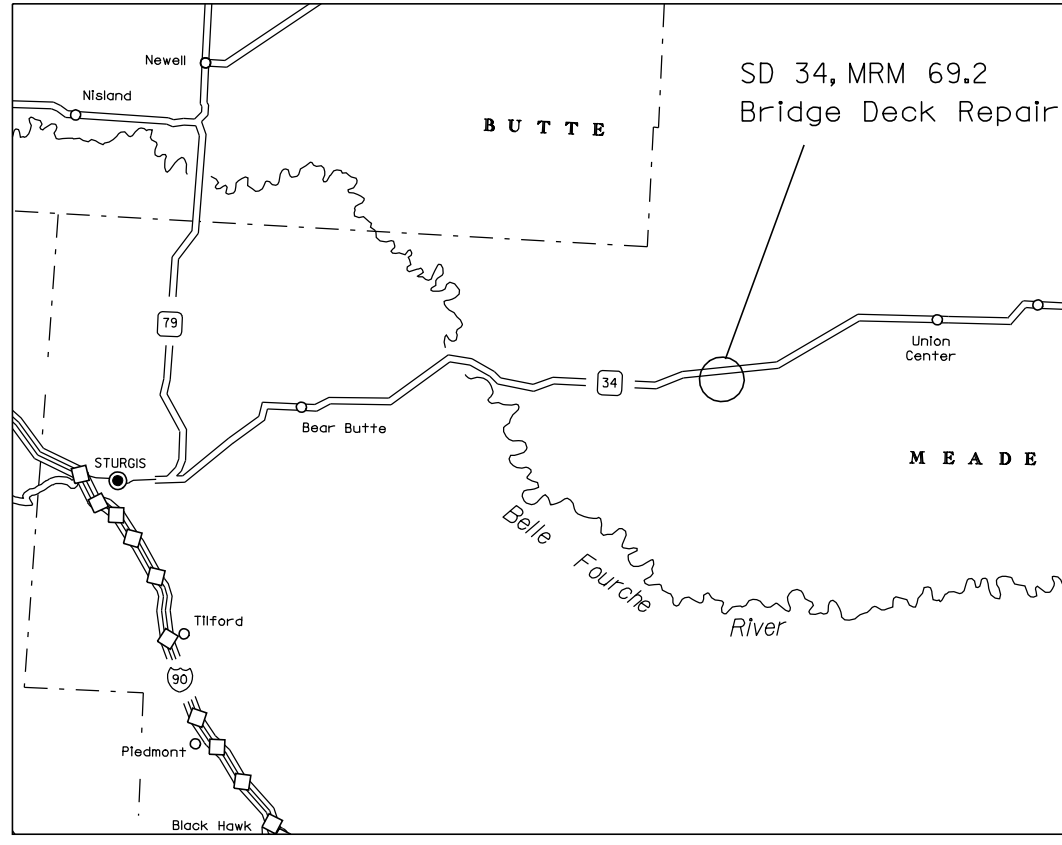 Newell
SD 34, MRM 69.2
Bridge Deck Repair
Nisland
BUTTE
79
Union
Center
34
Bear Butte
MEADE
STURGIS
Belle
Fourche
River
Tilford
90
Piedmont
Black Hawk